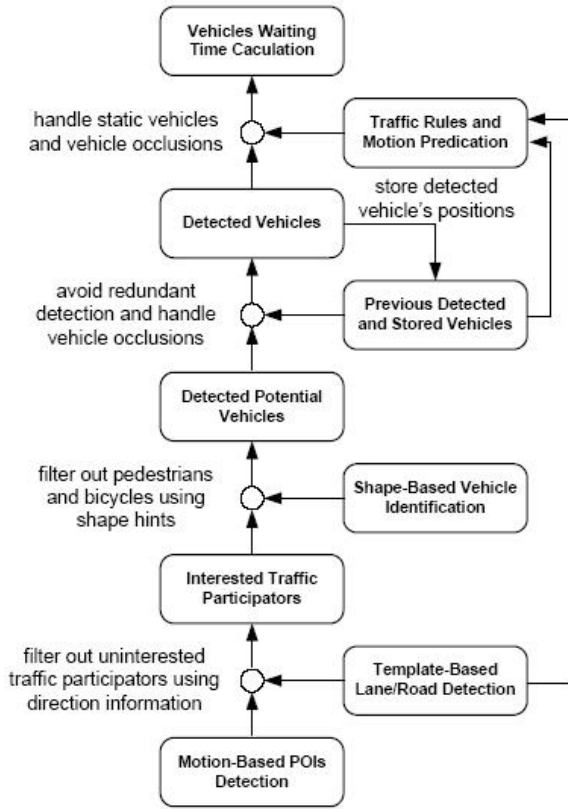 Vehicles Waiting
Time Caculation
handle static vehicles
and vehicle occlusions
Traffic Rules and
Motion Predication
store detected
vehicle's positions
Detected Vehicles
avoid redundant
detection and handle
vehicle occlusions
Previous Detected
and Stored Vehicles
Detected Potential
Vehicles
filter out pedestrians
and bicycles using
shape hints
Shape-Based Vehicle
Identification
Interested Traffic
Participators
filter out uninterested
traffic participators using
direction information
Template-Based
Lane/Road Detection
Motion-Based POIs
Detection